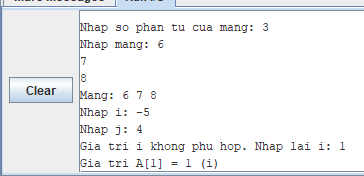 Nhap so phan tu cua mang: 3
Nhap mang: 6
7
8
Clear
Mang: 6 7 8
Nhap i: -5
Nhap j: 4
Gia tri i khong phu hop. Nhap lai i: 1
Gia tri A[1] = 1 (i)